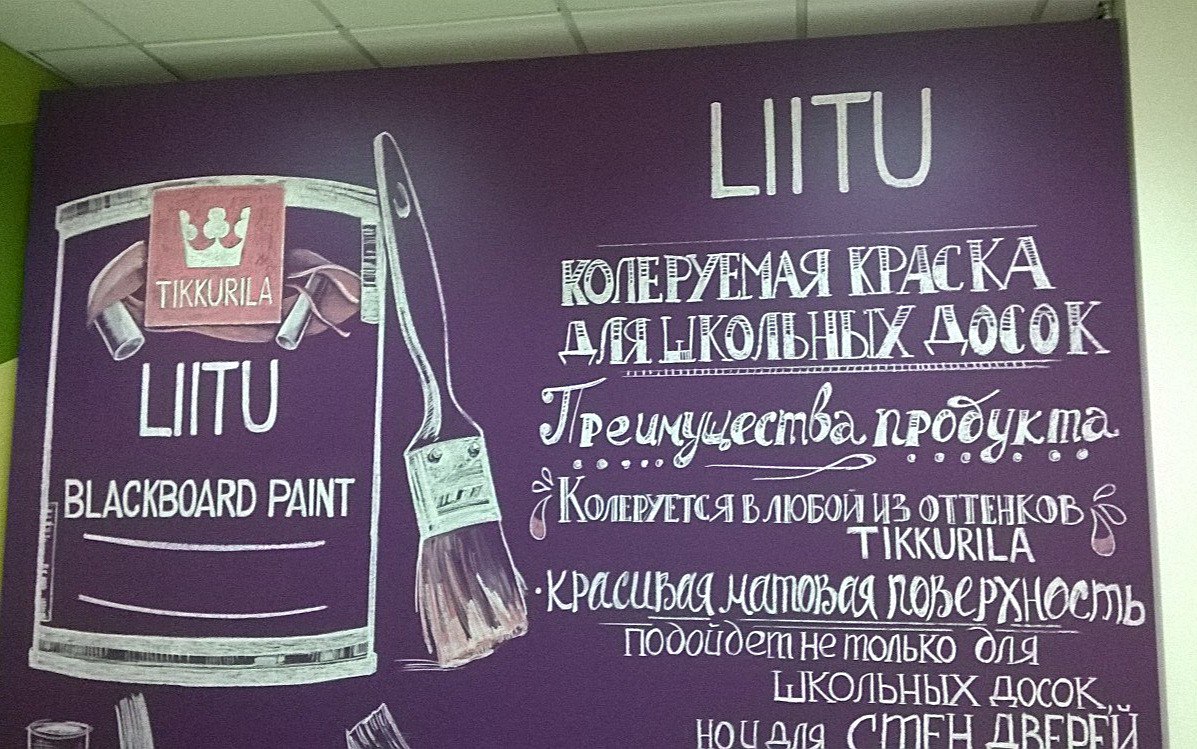 TIKKURILA
LIITU
BLACKBOARD PAINT
LIITU
КОЛЕРУЕМАЯ КРАСКА
ДЛЯ ШКОЛЬНЫХ ДОСОК
Преимущества продукта
Колеруется в любой из оттенков
TIKKURILA
·красивая матовая поверхность
подойдет не только для
школьных досок,
но и для СТЕН ДВЕРЕЙ